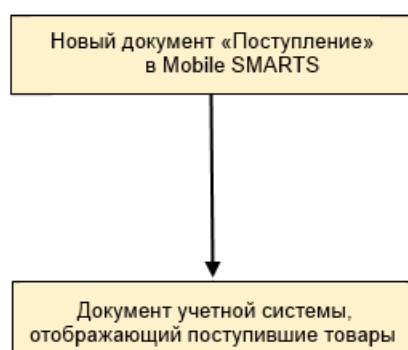 Новый документ «Поступление»
в Mobile SMARTS
Документ учетной системы,
отображающий поступившие товары